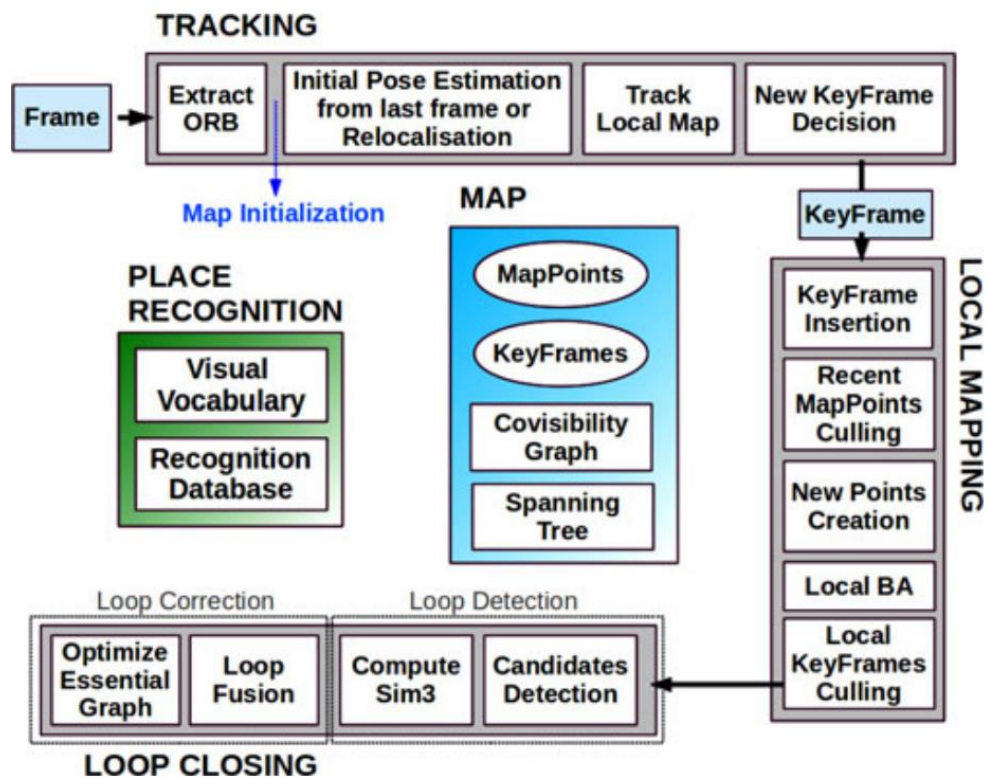 TRACKING
Frame
Extract
ORB
Initial Pose Estimation
from last frame or
Relocalisation
Track
Local Map
New KeyFrame
Decision
Map Initialization
KeyFrame
MAP
MapPoints
KeyFrames
Covisibility
Graph
Spanning
Tree
PLACE
RECOGNITION
Visual
Vocabulary
Recognition
Database
LOCAL MAPPING
KeyFrame
Insertion
Recent
MapPoints
Culling
New Points
Creation
Local BA
Local
KeyFrames
Culling
Loop Correction
Loop Detection
Optimize
Essential
Graph
Loop
Fusion
Compute
Sim3
Candidates
Detection
LOOP CLOSING